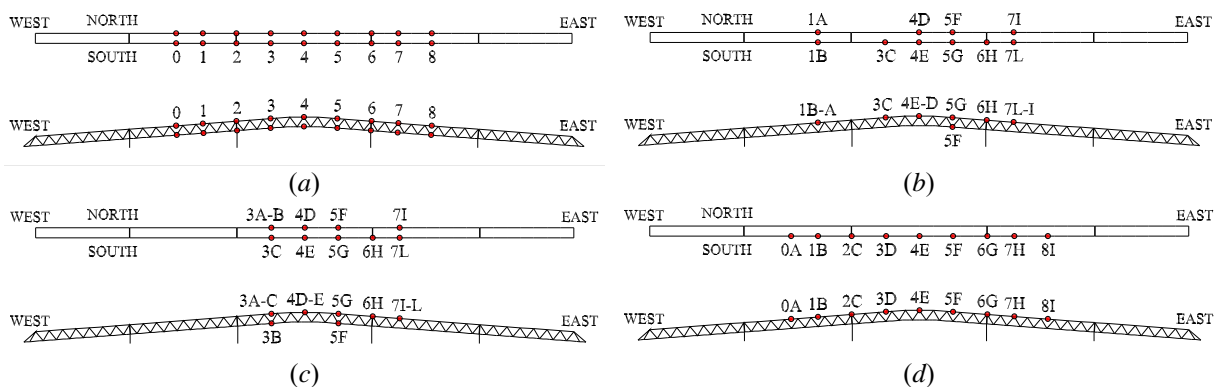 WEST NORTH EAST
SOUTH 0 1 2 3 4 5 6 7 8
0 1 2 3 4 5 6 7 8
WEST EAST
(a)
WEST NORTH 1A 4D 5F 7I EAST
SOUTH 1B 3C 4E 5G 6H 7L
1B-A 3C 4E-D 5G 6H 7L-I
WEST EAST
5F
(b)
WEST NORTH 3A-B 4D 5F 7I EAST
SOUTH 3C 4E 5G 6H 7L
3A-C 4D-E 5G 6H 7I-L
WEST EAST
3B 5F
(c)
WEST NORTH EAST
SOUTH 0A 1B 2C 3D 4E 5F 6G 7H 8I
0A 1B 2C 3D 4E 5F 6G 7H 8I
WEST EAST
(d)